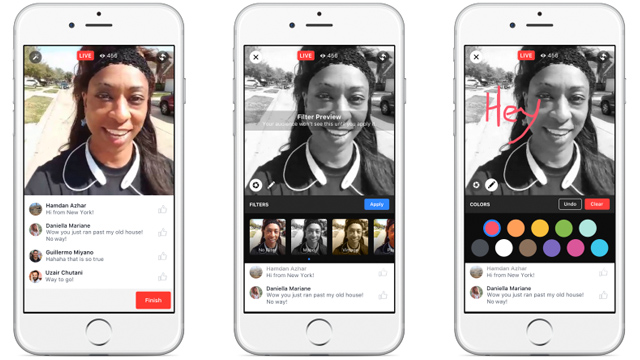 LIVE 456
Hamdan Azhar
Hi from New York!
Daniella Mariane
Wow you just ran past my old house!
No way!
Guillermo Miyano
Hahaha that is so true
Uzair Chutani
Way to go!
Finish
LIVE 456
Filter Preview
Your audience won't see this until you apply it.
FILTERS
Apply
Hamdan Azhar
Hi from New York!
Daniella Mariane
Wow you just ran past my old house!
No way!
LIVE 456
Hey
COLORS
Undo
Clear
Hamdan Azhar
Hi from New York!
Daniella Mariane
Wow you just ran past my old house!
No way!